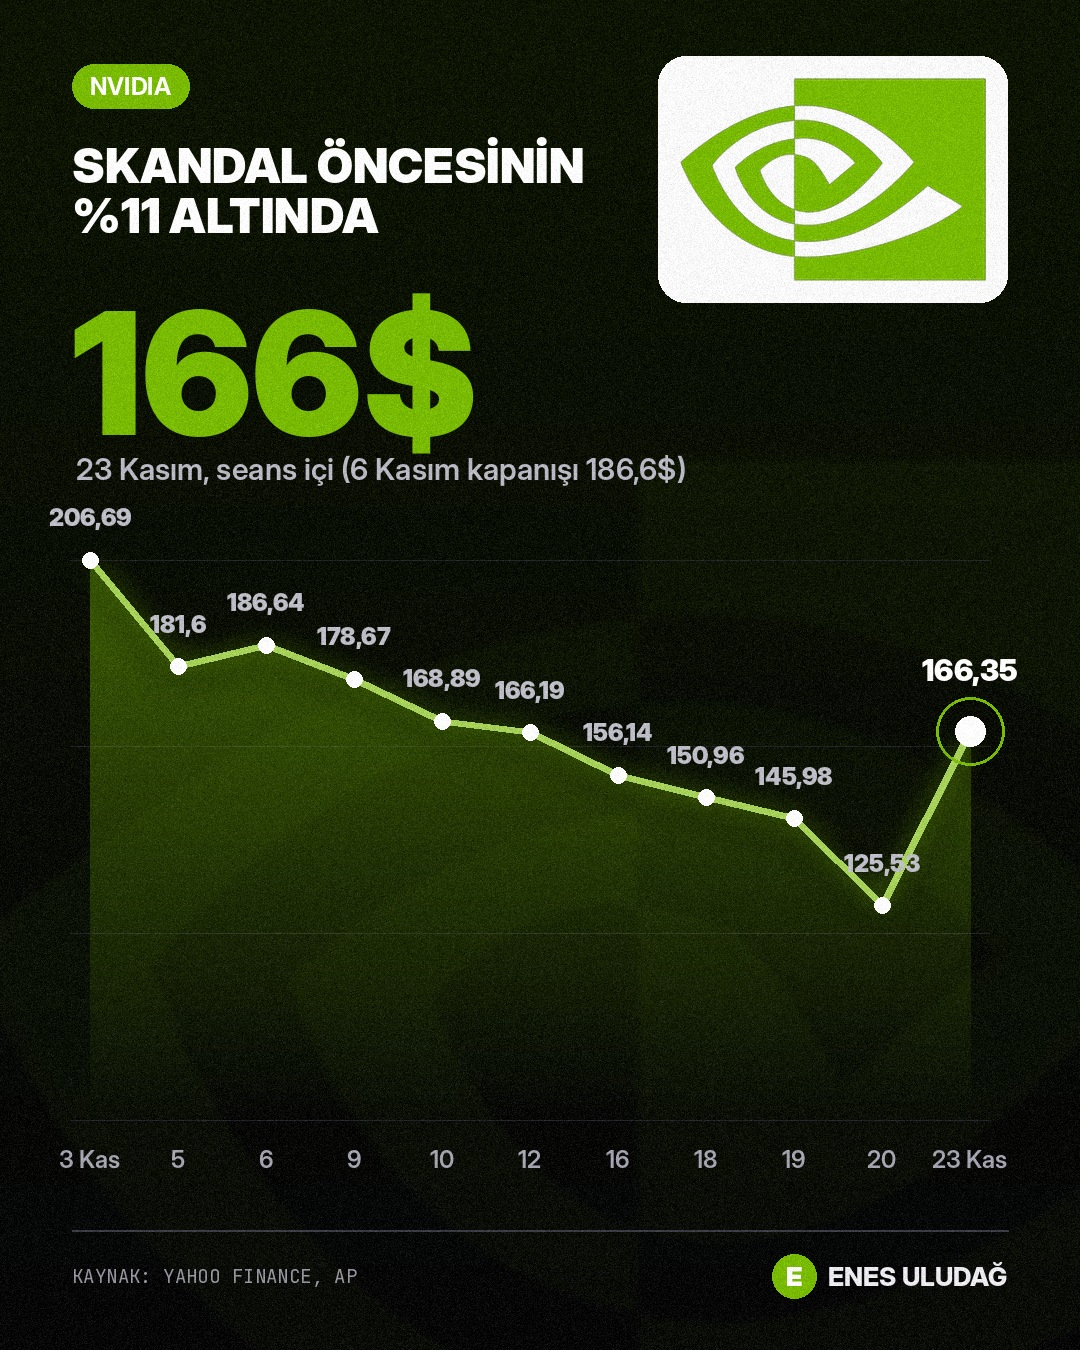 NVIDIA
SKANDAL ÖNCESİNİN
%11 ALTINDA
166$
23 Kasım, seans içi (6 Kasım kapanışı 186,6$)
206,69
181,6
186,64
178,67
168,89
166,19
156,14
150,96
145,98
125,53
166,35
3 Kas 5 6 9 10 12 16 18 19 20 23 Kas
KAYNAK: YAHOO FINANCE, AP
E ENES ULUDAĞ